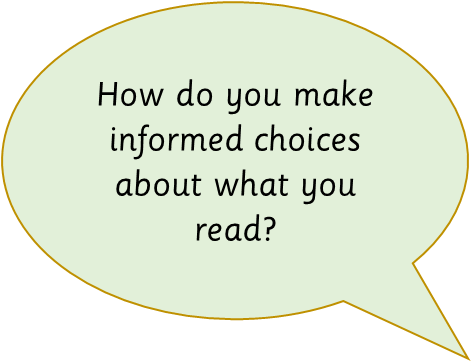 How do you make
informed choices
about what you
read?